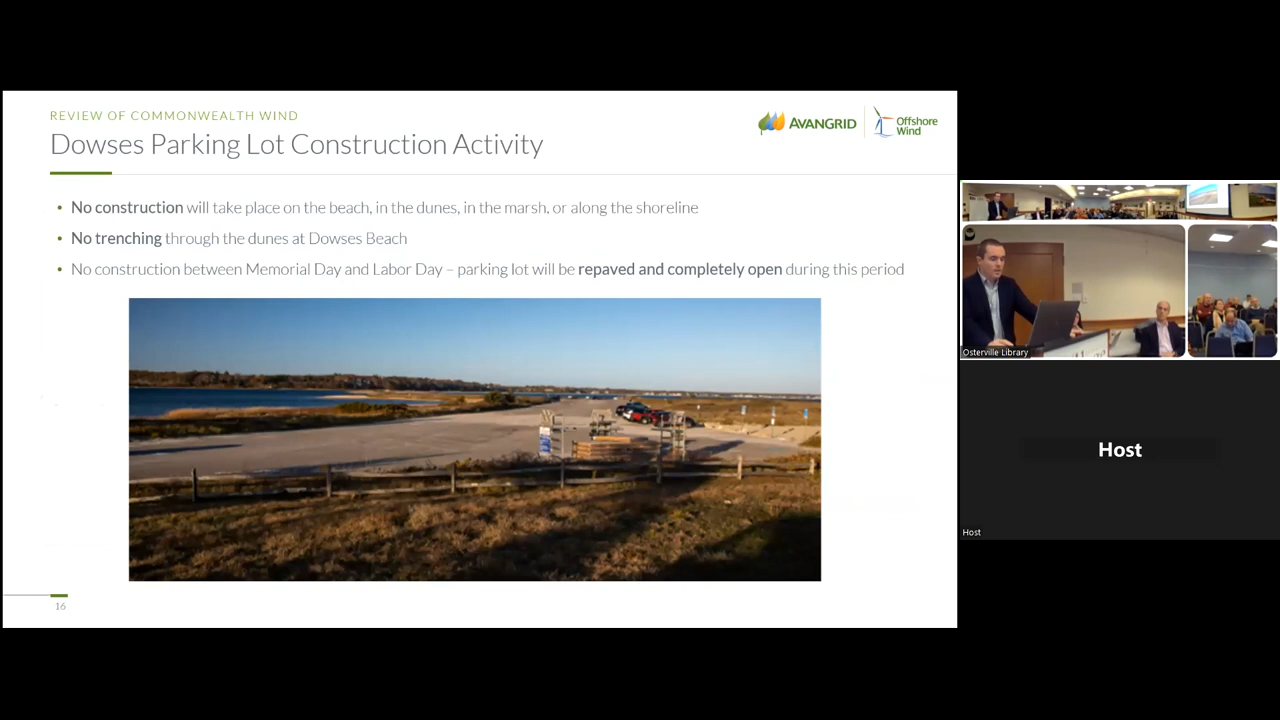 REVIEW OF COMMONWEALTH WIND
Dowses Parking Lot Construction Activity
AVANGRID
Offshore
Wind
• No construction will take place on the beach, in the dunes, in the marsh, or along the shoreline
• No trenching through the dunes at Dowses Beach
• No construction between Memorial Day and Labor Day – parking lot will be repaved and completely open during this period
16
Osterville Library
Host
Host